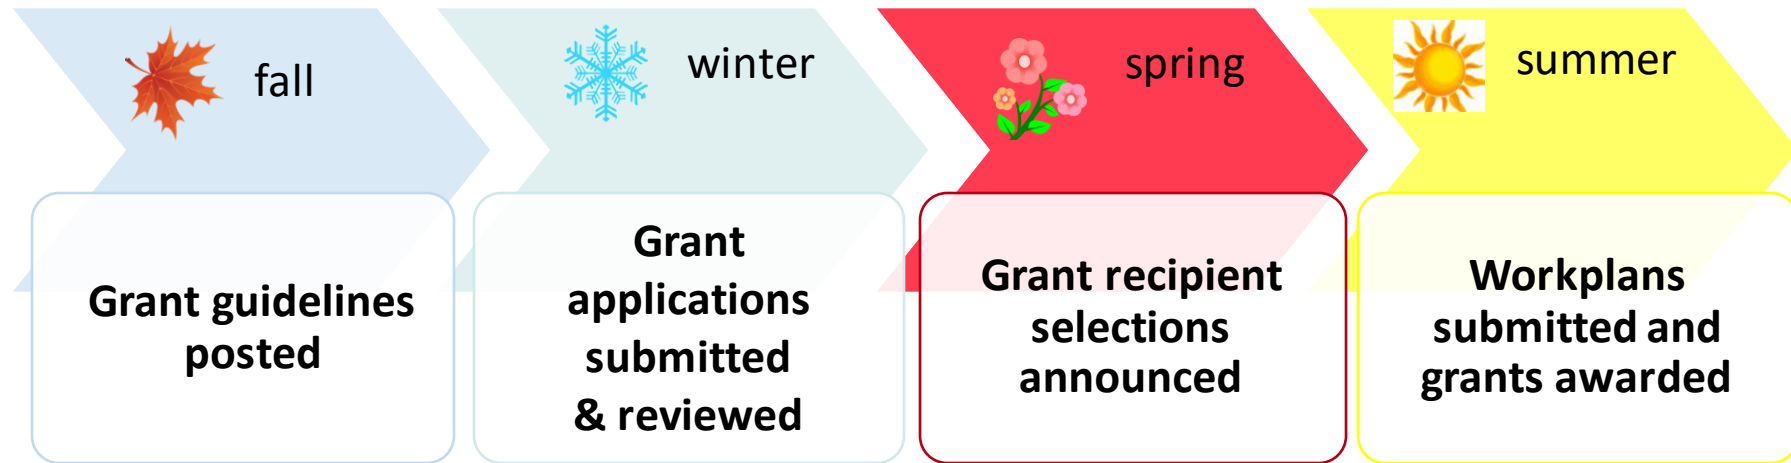 fall
Grant guidelines
posted
winter
Grant
applications
submitted
& reviewed
spring
Grant recipient
selections
announced
summer
Workplans
submitted and
grants awarded